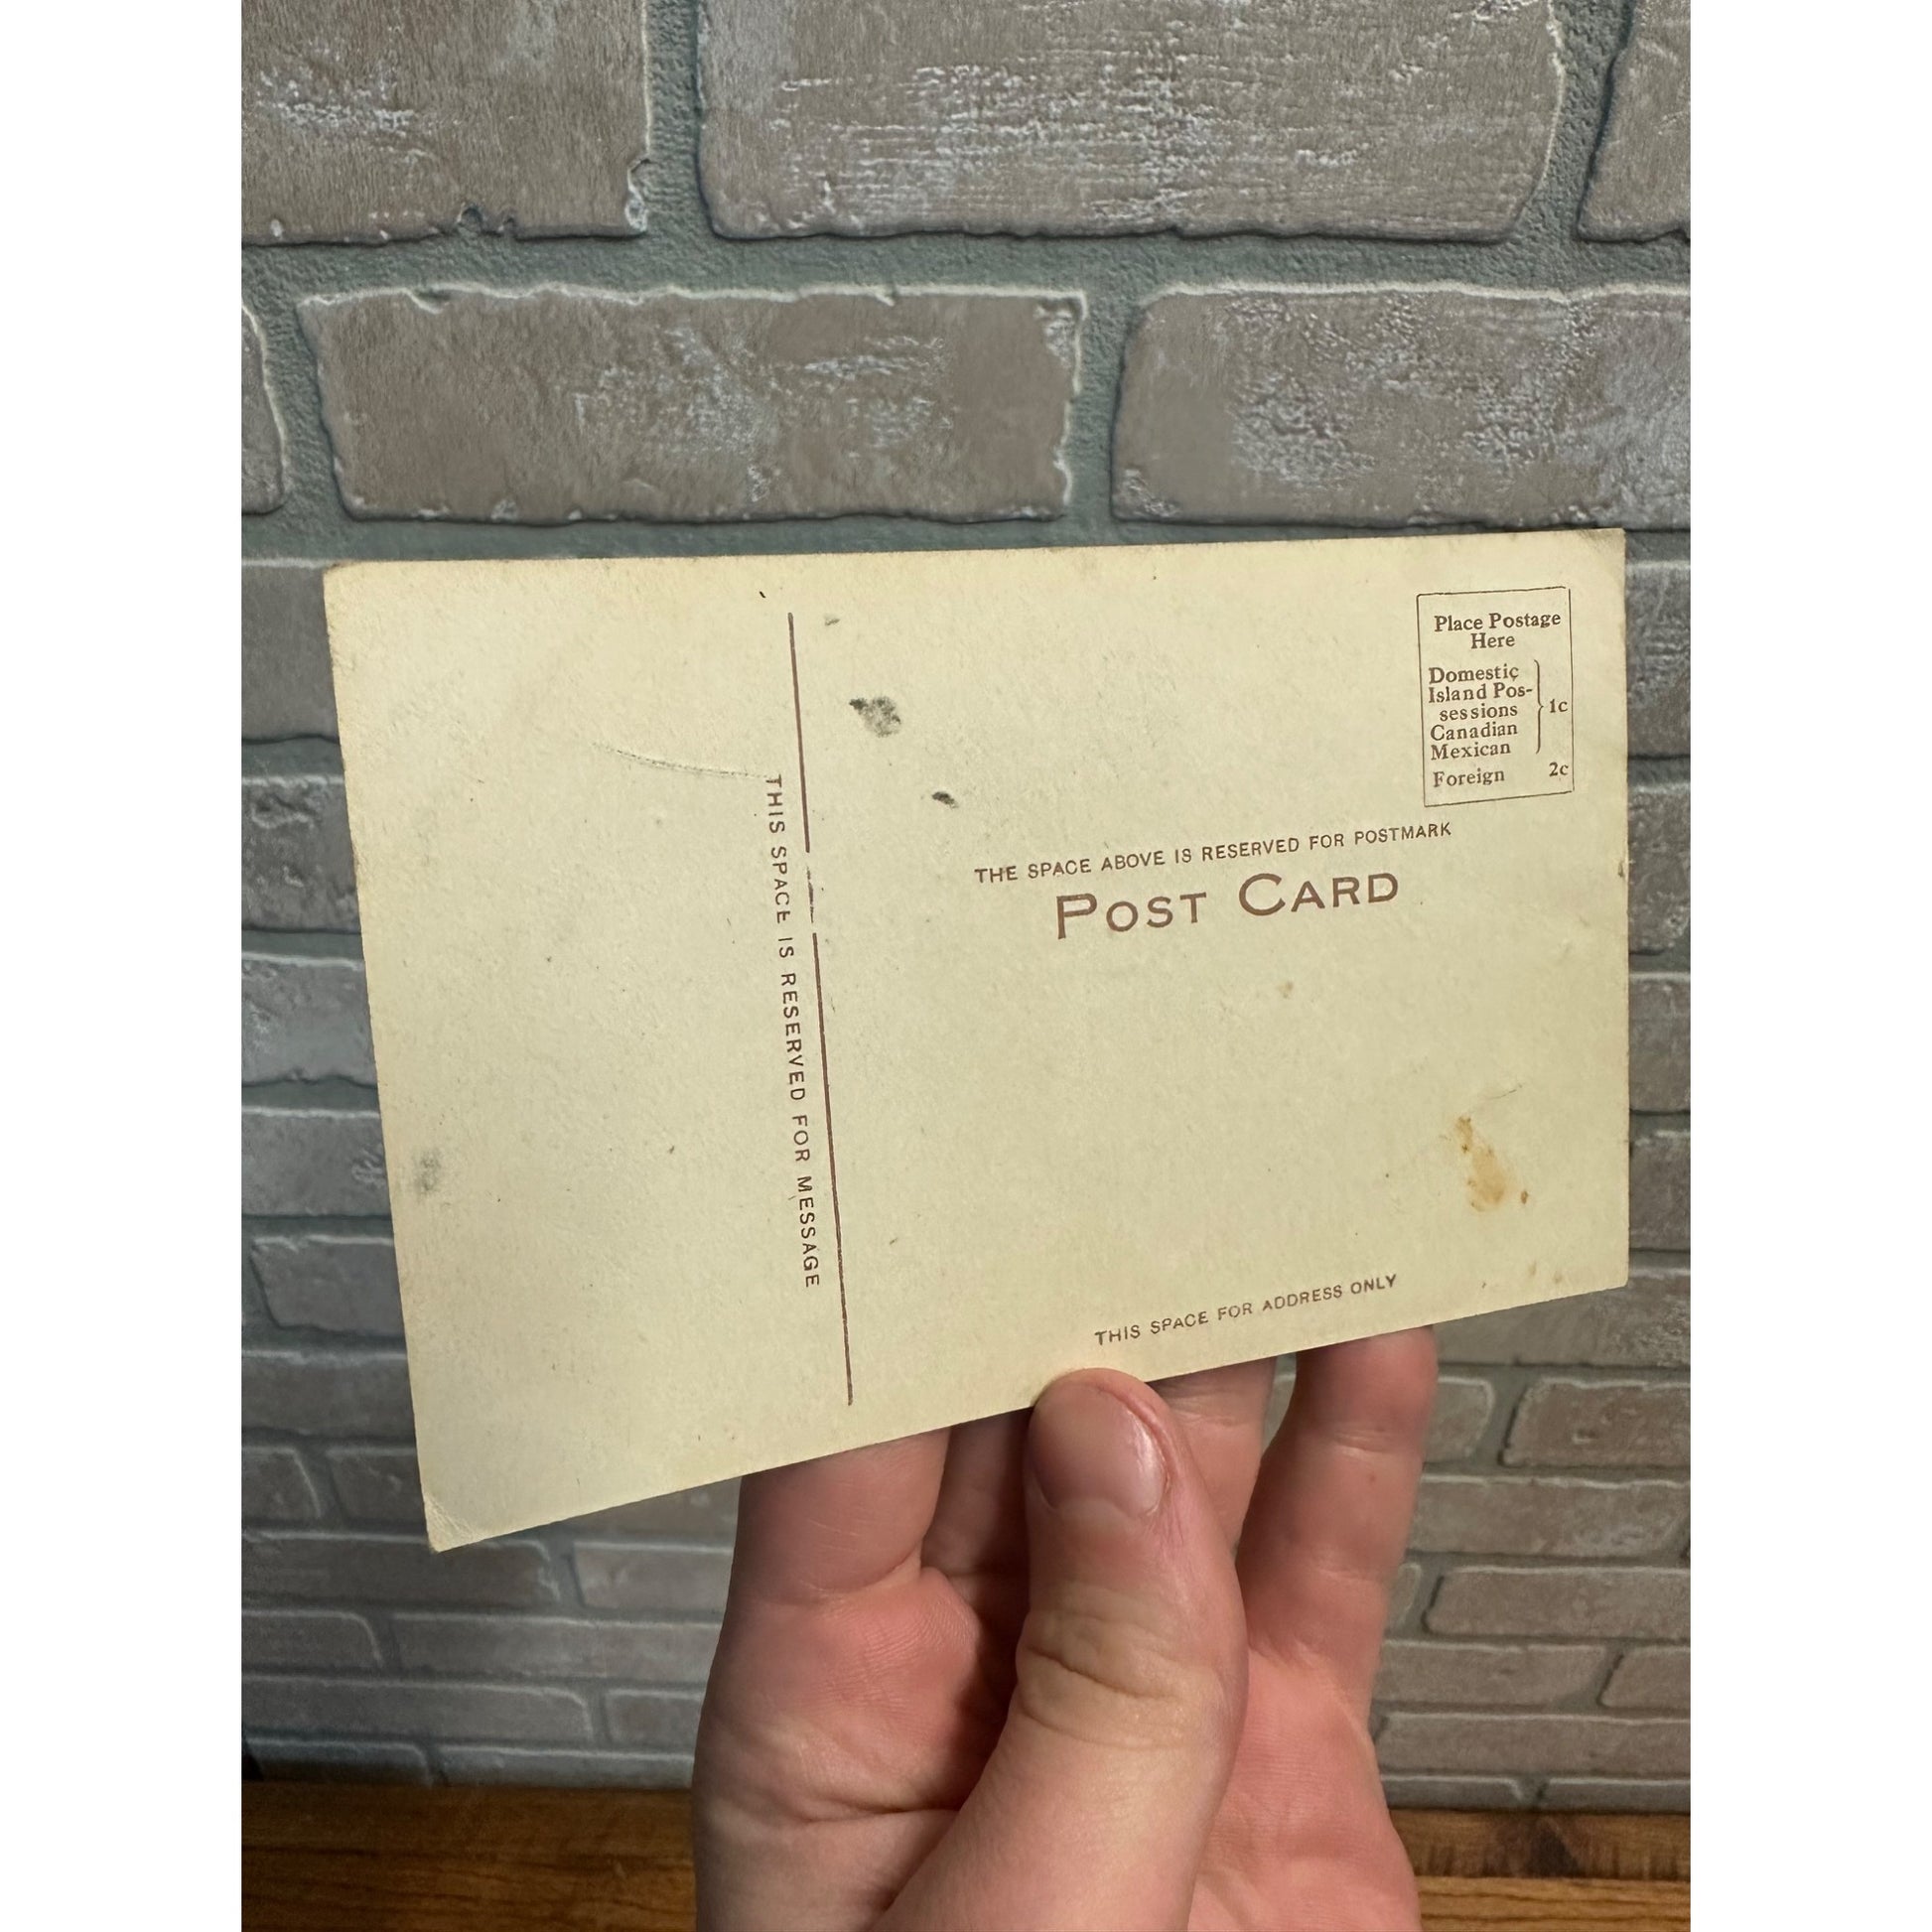 Place Postage
Here
Domestic
Island Pos-
sessions
Canadian
Mexican
1c
Foreign 2c
THE SPACE ABOVE IS RESERVED FOR POSTMARK
POST CARD
THIS SPACE IS RESERVED FOR MESSAGE
THIS SPACE FOR ADDRESS ONLY